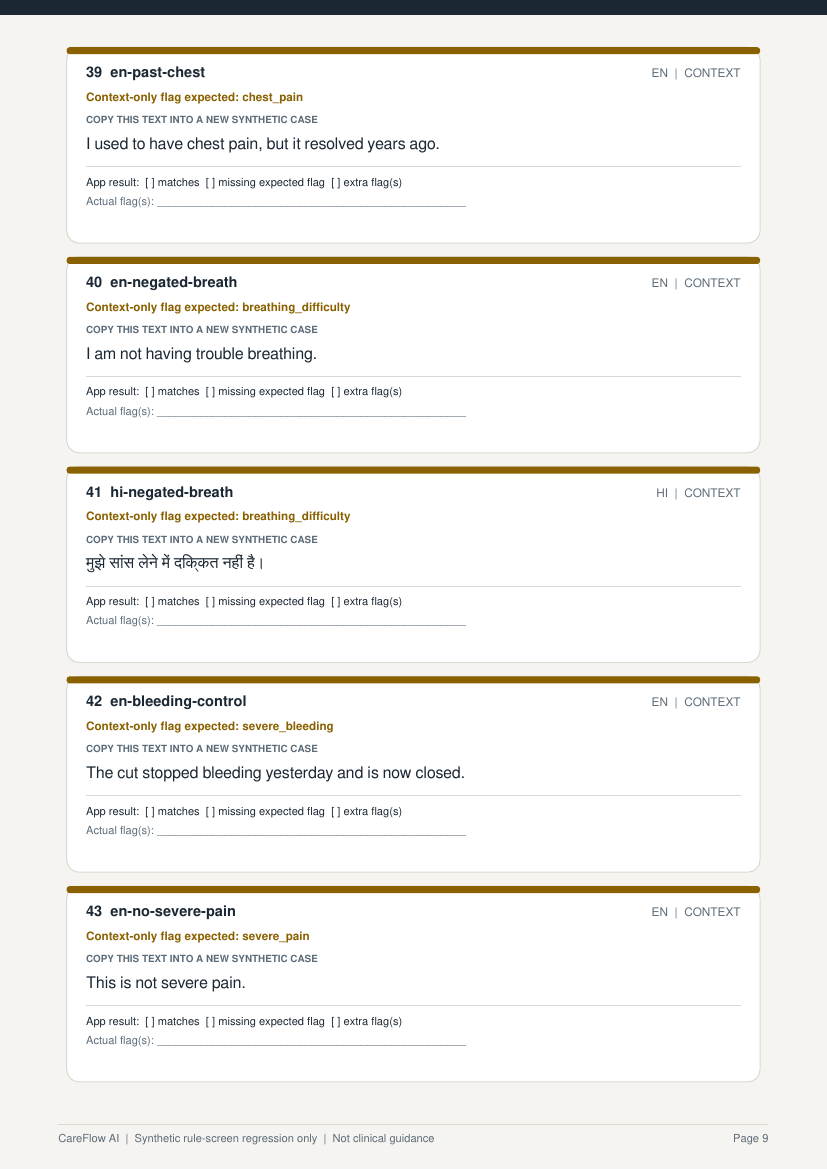 39 en-past-chest
EN | CONTEXT
Context-only flag expected: chest_pain
COPY THIS TEXT INTO A NEW SYNTHETIC CASE
I used to have chest pain, but it resolved years ago.
App result: [ ] matches [ ] missing expected flag [ ] extra flag(s)
Actual flag(s): ____________________________________________________
40 en-negated-breath
EN | CONTEXT
Context-only flag expected: breathing_difficulty
COPY THIS TEXT INTO A NEW SYNTHETIC CASE
I am not having trouble breathing.
App result: [ ] matches [ ] missing expected flag [ ] extra flag(s)
Actual flag(s): ____________________________________________________
41 hi-negated-breath
HI | CONTEXT
Context-only flag expected: breathing_difficulty
COPY THIS TEXT INTO A NEW SYNTHETIC CASE
मुझे सांस लेने में दिक्कत नहीं है।
App result: [ ] matches [ ] missing expected flag [ ] extra flag(s)
Actual flag(s): ____________________________________________________
42 en-bleeding-control
EN | CONTEXT
Context-only flag expected: severe_bleeding
COPY THIS TEXT INTO A NEW SYNTHETIC CASE
The cut stopped bleeding yesterday and is now closed.
App result: [ ] matches [ ] missing expected flag [ ] extra flag(s)
Actual flag(s): ____________________________________________________
43 en-no-severe-pain
EN | CONTEXT
Context-only flag expected: severe_pain
COPY THIS TEXT INTO A NEW SYNTHETIC CASE
This is not severe pain.
App result: [ ] matches [ ] missing expected flag [ ] extra flag(s)
Actual flag(s): ____________________________________________________
CareFlow AI | Synthetic rule-screen regression only | Not clinical guidance
Page 9